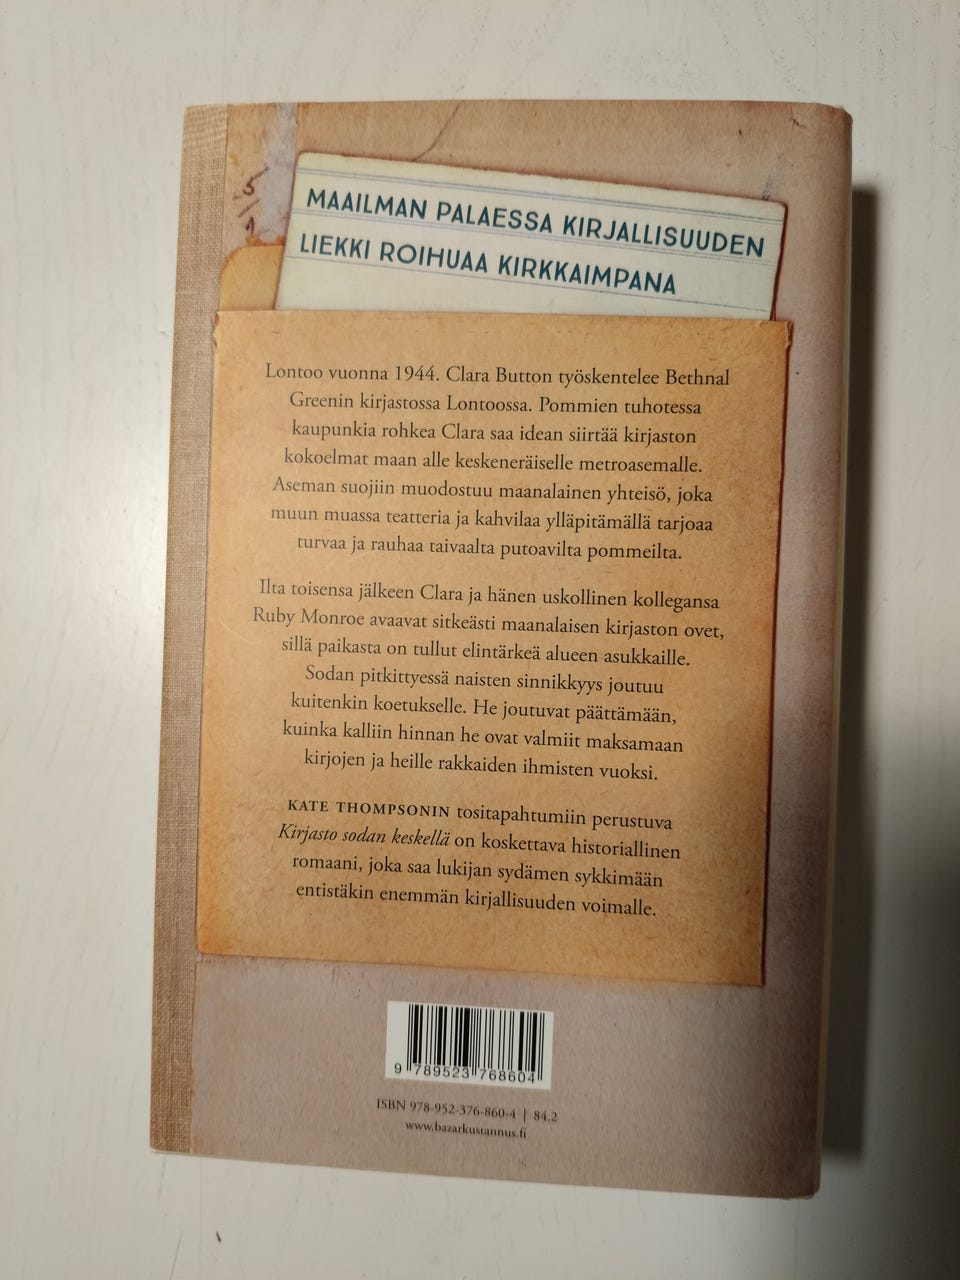 5
1
MAAILMAN PALAESSA KIRJALLISUUDEN
LIEKKI ROIHUAA KIRKKAIMPANA
Lontoo vuonna 1944. Clara Button työskentelee Bethnal
Greenin kirjastossa Lontoossa. Pommien tuhotessa
kaupunkia rohkea Clara saa idean siirtää kirjaston
kokoelmat maan alle keskeneräiselle metroasemalle.
Aseman suojiin muodostuu maanalainen yhteisö, joka
muun muassa teatteria ja kahvilaa ylläpitämällä tarjoaa
turvaa ja rauhaa taivaalta putoavilta pommeilta.
Ilta toisensa jälkeen Clara ja hänen uskollinen kollegansa
Ruby Monroe avaavat sitkeästi maanalaisen kirjaston ovet,
sillä paikasta on tullut elintärkeä alueen asukkaille.
Sodan pitkittyessä naisten sinnikkyys joutuu
kuitenkin koetukselle. He joutuvat päättämään,
kuinka kalliin hinnan he ovat valmiit maksamaan
kirjojen ja heille rakkaiden ihmisten vuoksi.
KATE THOMPSONIN tositapahtumiin perustuva
Kirjasto sodan keskellä on koskettava historiallinen
romaani, joka saa lukijan sydämen sykkimään
entistäkin enemmän kirjallisuuden voimalle.
9 789523 768604
ISBN 978-952-376-860-4 | 84.2
www.bazarkustannus.fi